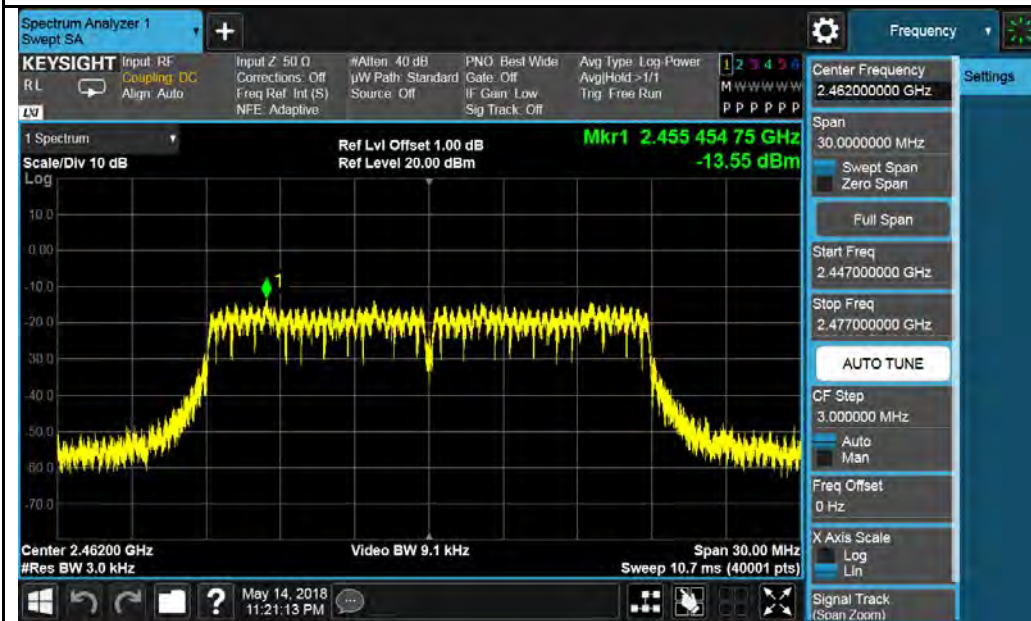 Spectrum Analyzer 1
Swept SA
+
Frequency
KEYSIGHT
RL
LXI
Input: RF
Coupling: DC
Align: Auto
Input Z: 50 Ω
Corrections: Off
Freq Ref: Int (S)
NFE: Adaptive
#Atten: 40 dB
µW Path: Standard
Source: Off
PNO: Best Wide
Gate: Off
IF Gain: Low
Sig Track: Off
Avg Type: Log-Power
Avg|Hold:>1/1
Trig: Free Run
1 2 3 4 5 6
M W W W W W
P P P P P P
Center Frequency
2.462000000 GHz
Settings
1 Spectrum
Scale/Div 10 dB
Log
Ref Lvl Offset 1.00 dB
Ref Level 20.00 dBm
Mkr1 2.455 454 75 GHz
-13.55 dBm
Span
30.0000000 MHz
Swept Span
Zero Span
Full Span
Start Freq
2.447000000 GHz
Stop Freq
2.477000000 GHz
AUTO TUNE
CF Step
3.000000 MHz
Auto
Man
Freq Offset
0 Hz
X Axis Scale
Log
Lin
Signal Track
(Span Zoom)
10.0
0.00
-10.0
-20.0
-30.0
-40.0
-50.0
-60.0
-70.0
1
Center 2.46200 GHz
#Res BW 3.0 kHz
Video BW 9.1 kHz
Span 30.00 MHz
Sweep 10.7 ms (40001 pts)
?
May 14, 2018
11:21:13 PM